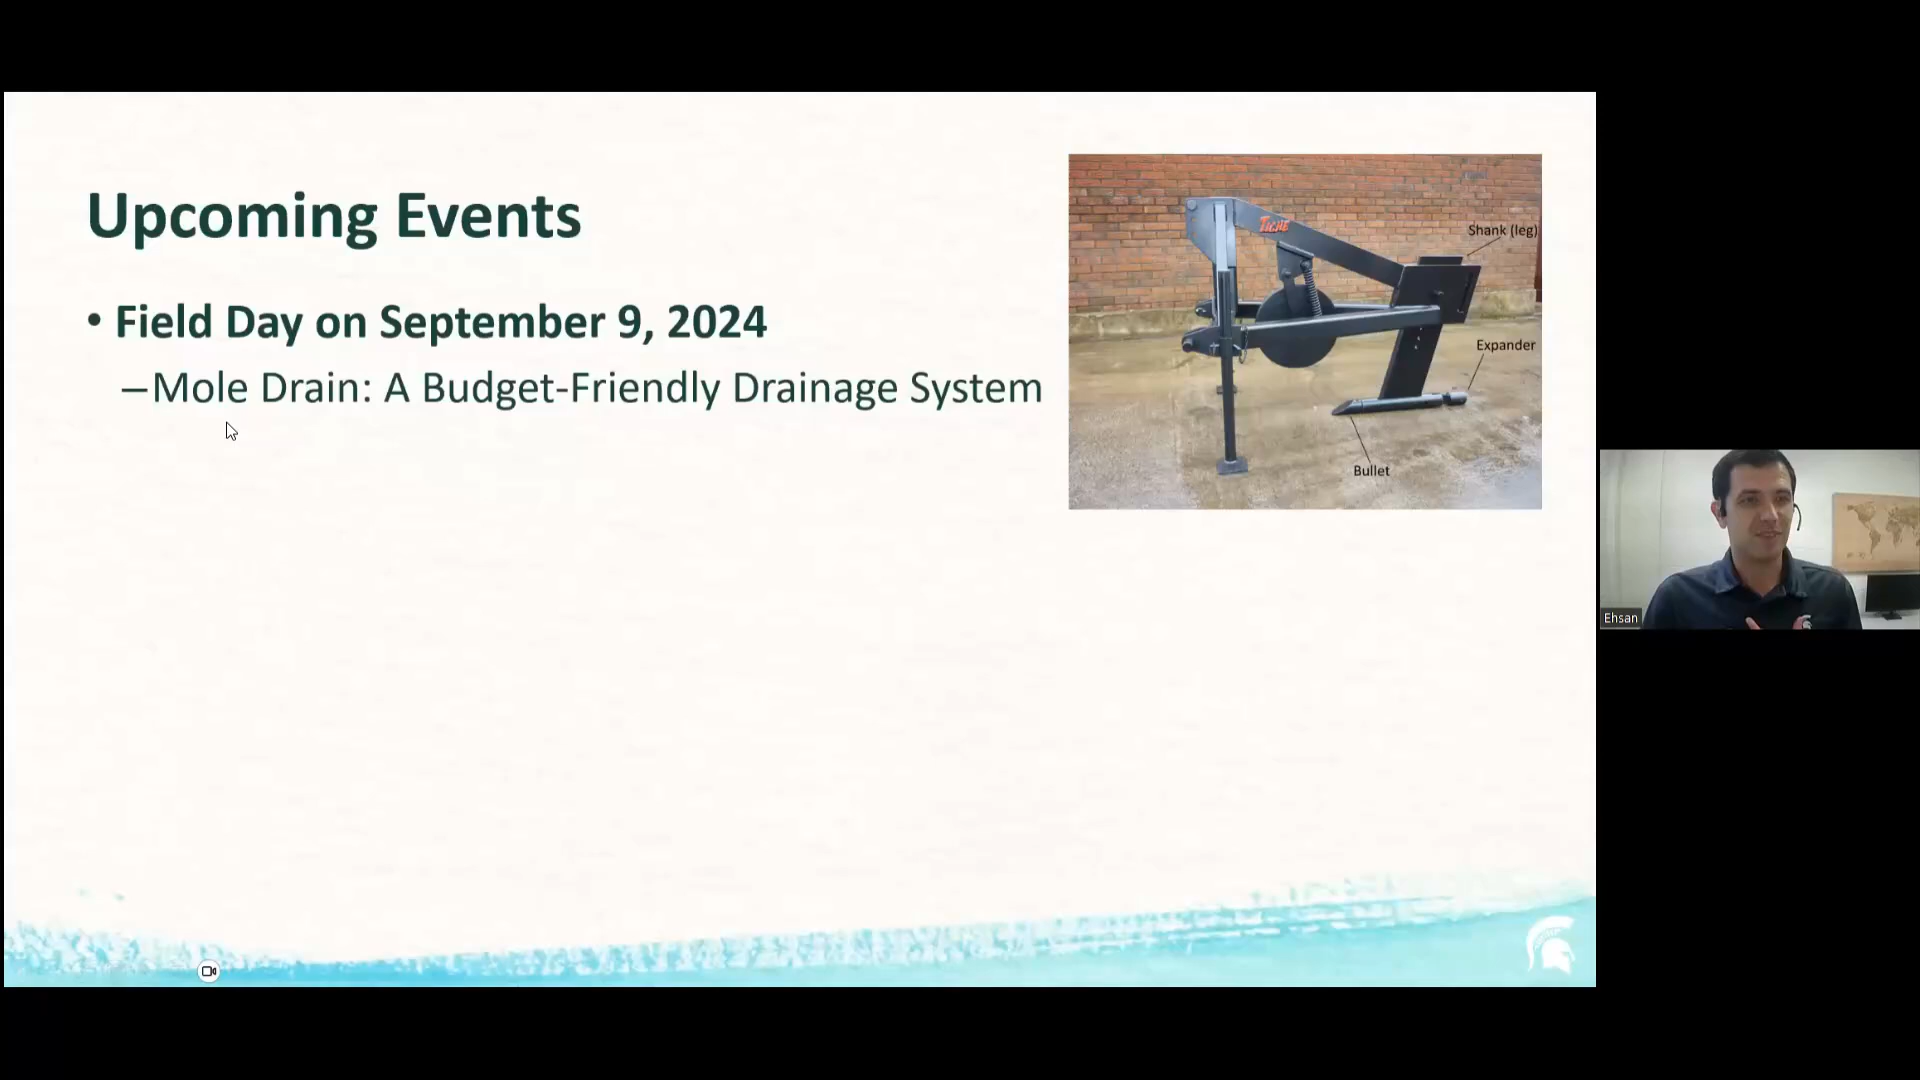 Upcoming Events
• Field Day on September 9, 2024
–Mole Drain: A Budget-Friendly Drainage System
Shank (leg)
Expander
Bullet
Ehsan